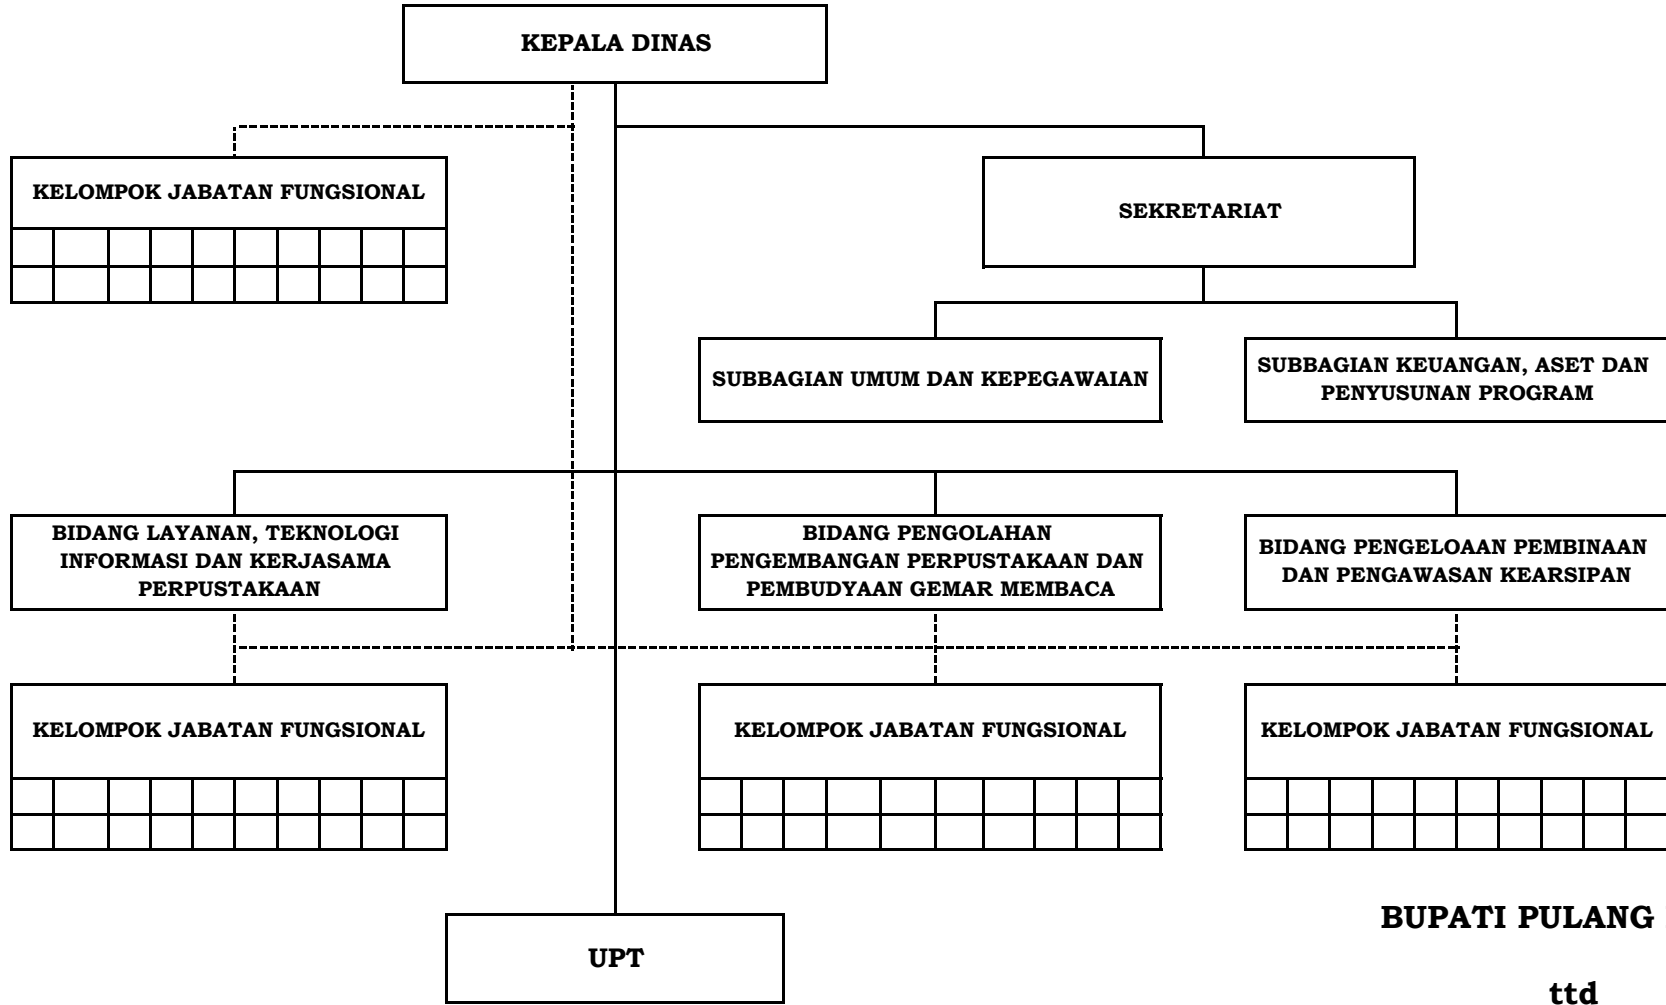 KEPALA DINAS
KELOMPOK JABATAN FUNGSIONAL
SEKRETARIAT
SUBBAGIAN UMUM DAN KEPEGAWAIAN
SUBBAGIAN KEUANGAN, ASET DAN
PENYUSUNAN PROGRAM
BIDANG LAYANAN, TEKNOLOGI
INFORMASI DAN KERJASAMA
PERPUSTAKAAN
BIDANG PENGOLAHAN
PENGEMBANGAN PERPUSTAKAAN DAN
PEMBUDYAAN GEMAR MEMBACA
BIDANG PENGELOAAN PEMBINAAN
DAN PENGAWASAN KEARSIPAN
KELOMPOK JABATAN FUNGSIONAL
KELOMPOK JABATAN FUNGSIONAL
KELOMPOK JABATAN FUNGSIONAL
UPT
BUPATI PULANG
ttd